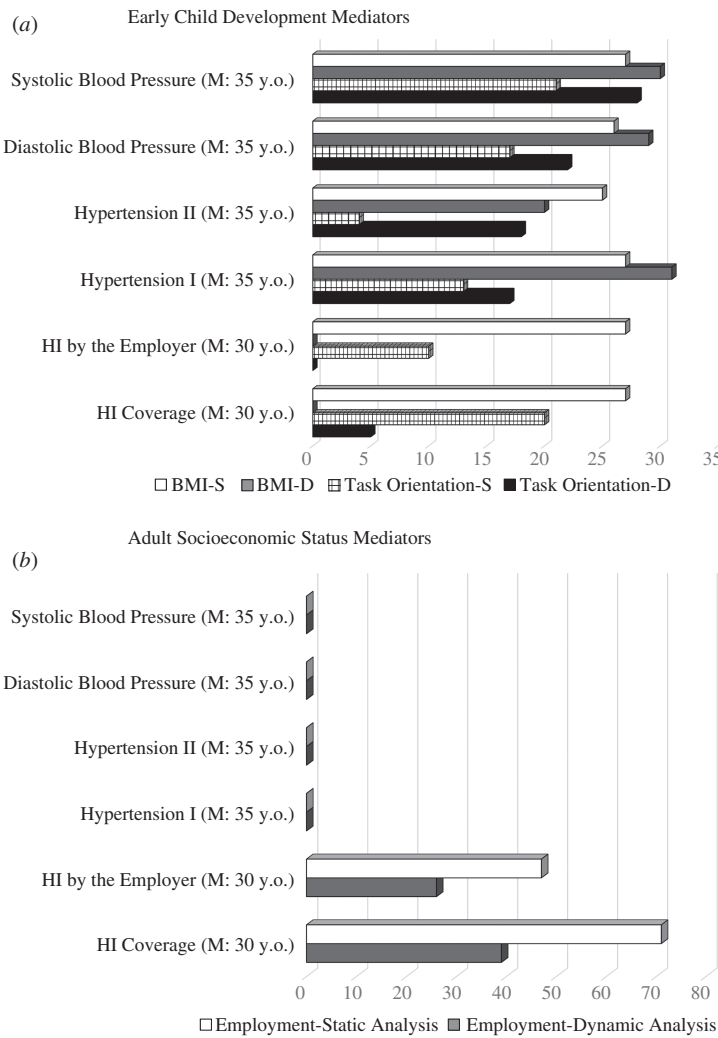 (a)
Early Child Development Mediators
Systolic Blood Pressure (M: 35 y.o.)
Diastolic Blood Pressure (M: 35 y.o.)
Hypertension II (M: 35 y.o.)
Hypertension I (M: 35 y.o.)
HI by the Employer (M: 30 y.o.)
HI Coverage (M: 30 y.o.)
0 5 10 15 20 25 30 35
BMI-S BMI-D Task Orientation-S Task Orientation-D
Adult Socioeconomic Status Mediators
(b)
Systolic Blood Pressure (M: 35 y.o.)
Diastolic Blood Pressure (M: 35 y.o.)
Hypertension II (M: 35 y.o.)
Hypertension I (M: 35 y.o.)
HI by the Employer (M: 30 y.o.)
HI Coverage (M: 30 y.o.)
0 10 20 30 40 50 60 70 80
Employment-Static Analysis Employment-Dynamic Analysis